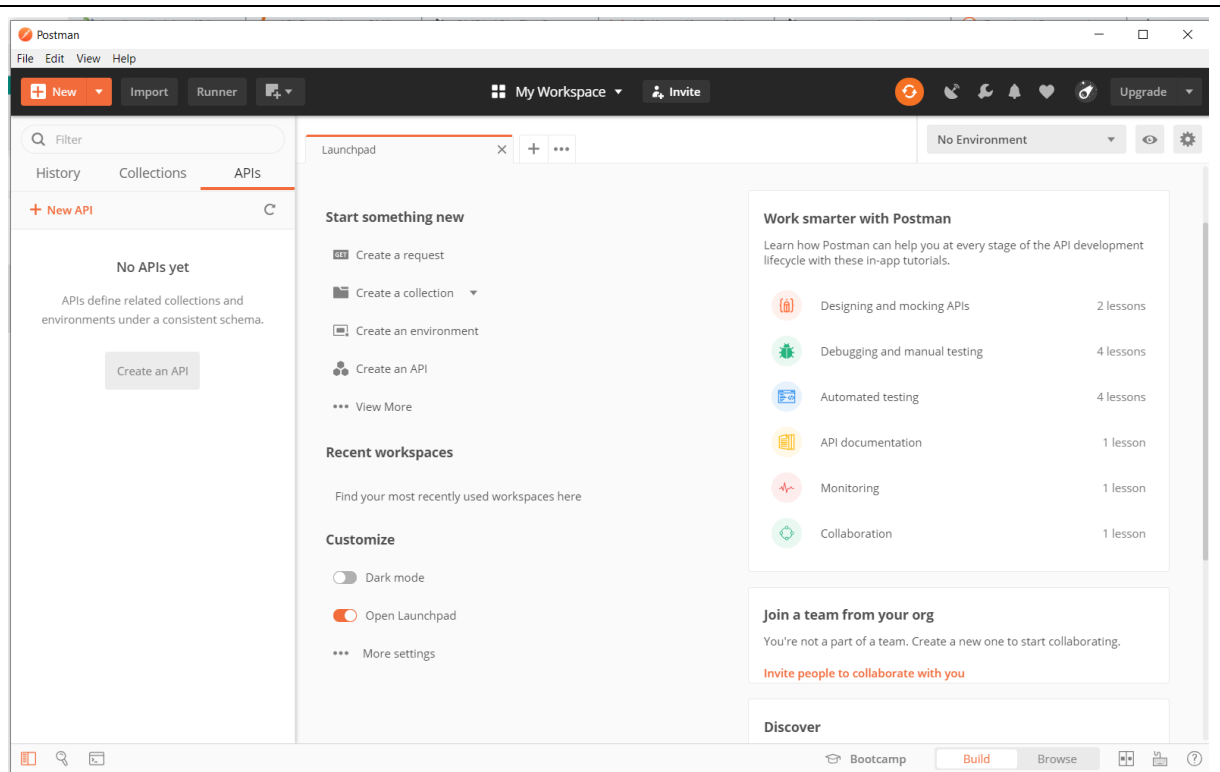 Postman
File Edit View Help
New
Import
Runner
My Workspace
Invite
Upgrade
Filter
History Collections APIs
+ New API
No APIs yet
APIs define related collections and
environments under a consistent schema.
Create an API
Launchpad
No Environment
Start something new
GET Create a request
Create a collection
Create an environment
Create an API
••• View More
Recent workspaces
Find your most recently used workspaces here
Customize
Dark mode
Open Launchpad
••• More settings
Work smarter with Postman
Learn how Postman can help you at every stage of the API development
lifecycle with these in-app tutorials.
Designing and mocking APIs 2 lessons
Debugging and manual testing 4 lessons
Automated testing 4 lessons
API documentation 1 lesson
Monitoring 1 lesson
Collaboration 1 lesson
Join a team from your org
You're not a part of a team. Create a new one to start collaborating.
Invite people to collaborate with you
Discover
Bootcamp
Build
Browse